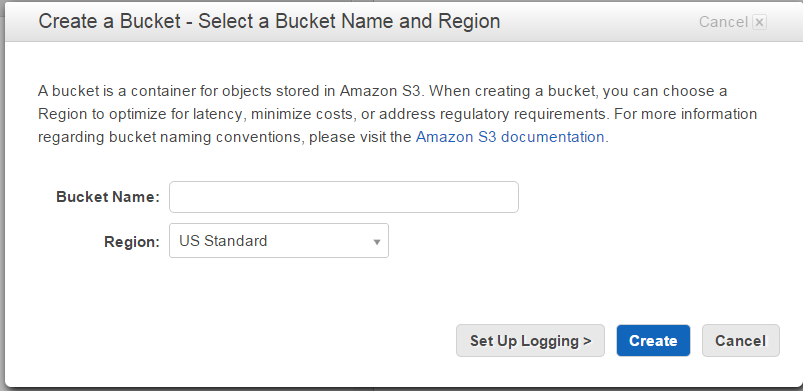 Create a Bucket - Select a Bucket Name and Region
Cancel x
A bucket is a container for objects stored in Amazon S3. When creating a bucket, you can choose a
Region to optimize for latency, minimize costs, or address regulatory requirements. For more information
regarding bucket naming conventions, please visit the Amazon S3 documentation.
Bucket Name:
Region: US Standard
Set Up Logging > Create Cancel